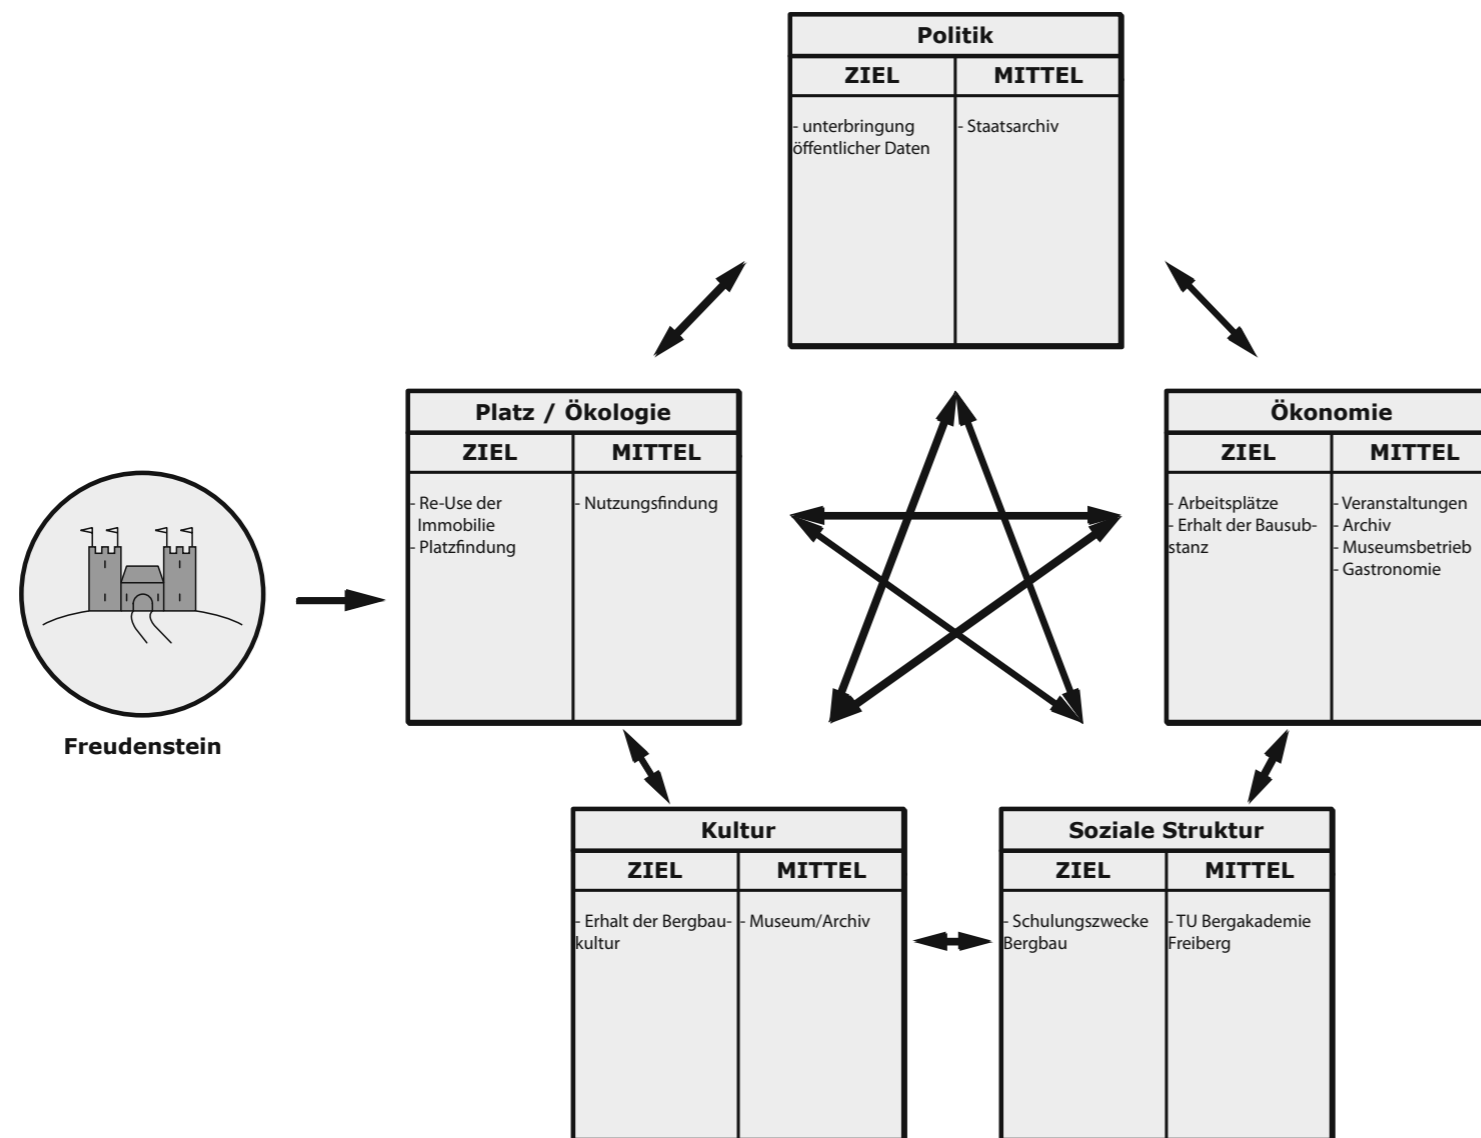 Politik
ZIEL
MITTEL
- unterbringung
öffentlicher Daten
- Staatsarchiv
Platz / Ökologie
ZIEL
MITTEL
- Re-Use der
Immobilie
- Platzfindung
- Nutzungsfindung
Ökonomie
ZIEL
MITTEL
- Arbeitsplätze
- Erhalt der Bausub-
stanz
- Veranstaltungen
- Archiv
- Museumsbetrieb
- Gastronomie
Freudenstein
Kultur
ZIEL
MITTEL
- Erhalt der Bergbau-
kultur
- Museum/Archiv
Soziale Struktur
ZIEL
MITTEL
- Schulungszwecke
Bergbau
- TU Bergakademie
Freiberg